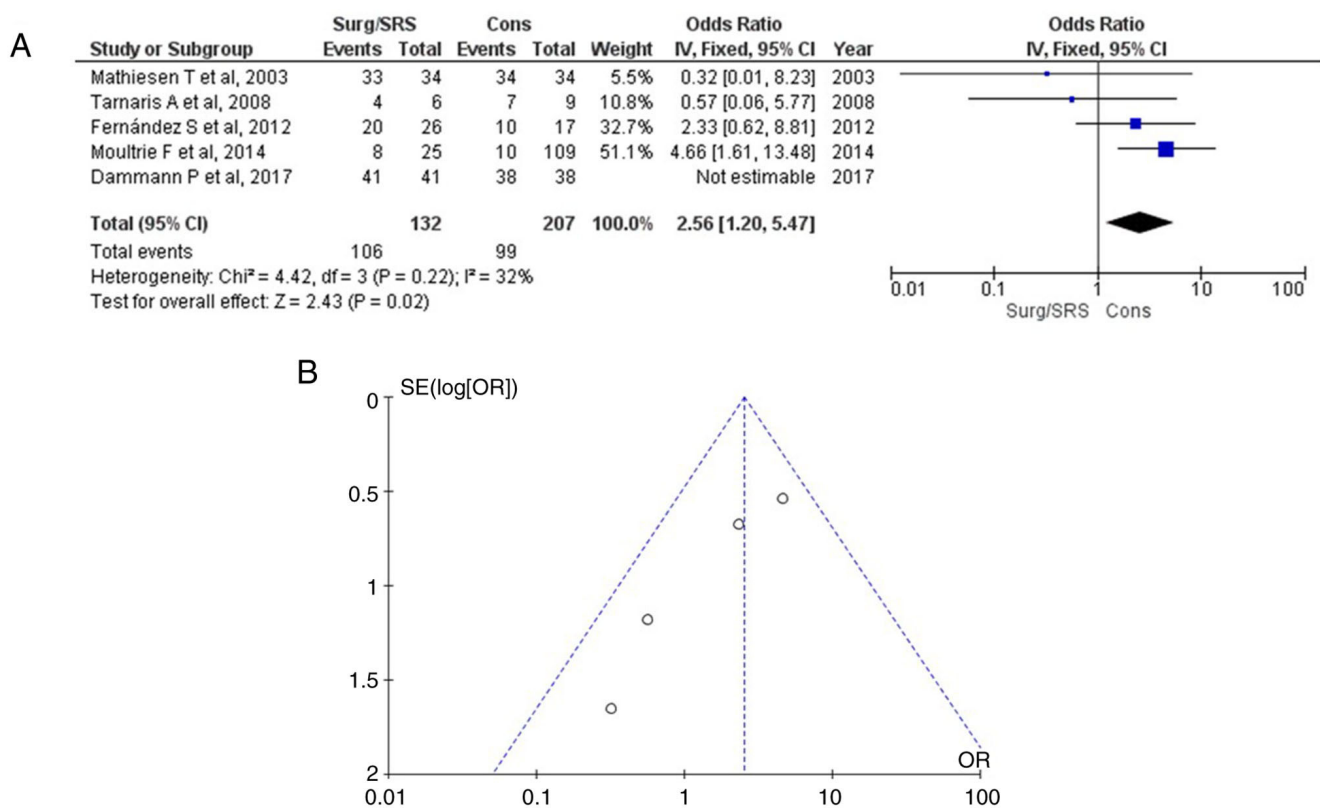 A
Surg/SRS Cons Odds Ratio Odds Ratio
Study or Subgroup Events Total Events Total Weight IV, Fixed, 95% CI Year IV, Fixed, 95% CI
Mathiesen T et al, 2003 33 34 34 34 5.5% 0.32 [0.01, 8.23] 2003
Tarnaris A et al, 2008 4 6 7 9 10.8% 0.57 [0.06, 5.77] 2008
Fernández S et al, 2012 20 26 10 17 32.7% 2.33 [0.62, 8.81] 2012
Moultrie F et al, 2014 8 25 10 109 51.1% 4.66 [1.61, 13.48] 2014
Dammann P et al, 2017 41 41 38 38 Not estimable 2017
Total (95% CI) 132 207 100.0% 2.56 [1.20, 5.47]
Total events 106 99
Heterogeneity: Chi² = 4.42, df = 3 (P = 0.22); I² = 32%
Test for overall effect: Z = 2.43 (P = 0.02)
0.01 0.1 1 10 100
Surg/SRS Cons
B
SE(log[OR])
0
0.5
1
1.5
2
OR
0.01 0.1 1 10 100